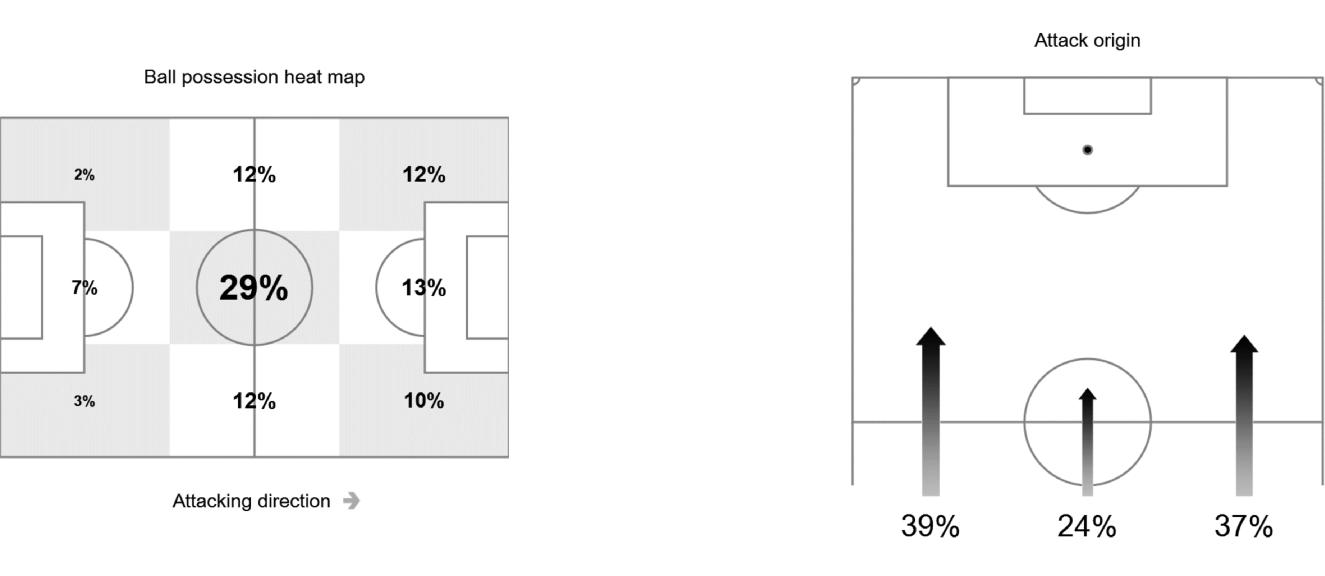 Ball possession heat map
2% 12% 12%
7% 29% 13%
3% 12% 10%
Attacking direction
Attack origin
39% 24% 37%